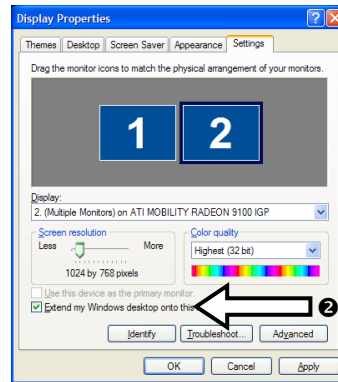 Display Properties
Themes Desktop Screen Saver Appearance Settings
Drag the monitor icons to match the physical arrangement of your monitors.
1 2
Display:
2. (Multiple Monitors) on ATI MOBILITY RADEON 9100 IGP
Screen resolution Color quality
Less More Highest (32 bit)
1024 by 768 pixels
Use this device as the primary monitor.
Extend my Windows desktop onto this
❷
Identify Troubleshoot... Advanced
OK Cancel Apply